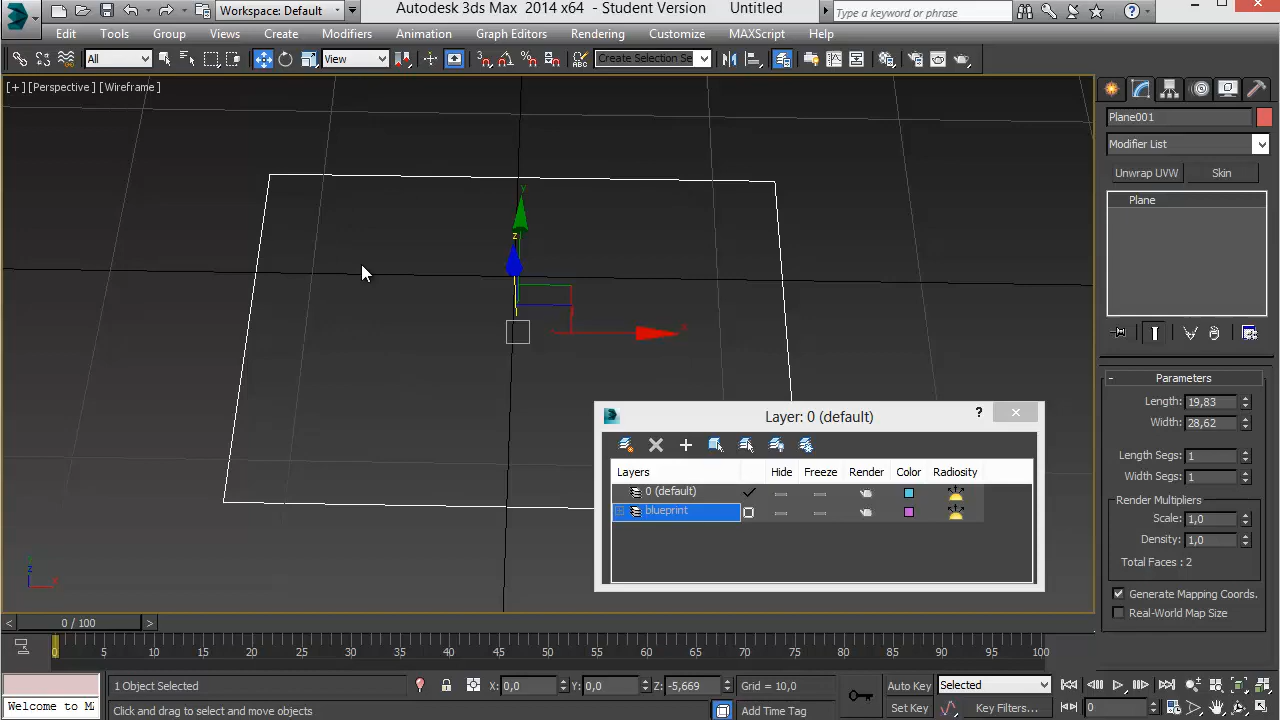 Workspace: Default
Autodesk 3ds Max 2014 x64 - Student Version Untitled
Type a keyword or phrase
Edit Tools Group Views Create Modifiers Animation Graph Editors Rendering Customize MAXScript Help
All
View
Create Selection Se
[+] [Perspective] [Wireframe]
Plane001
Modifier List
Unwrap UVW Skin
Plane
y
z
x
Layer: 0 (default)
?
Layers Hide Freeze Render Color Radiosity
0 (default)
blueprint
- Parameters
Length: 19,83
Width: 28,62
Length Segs: 1
Width Segs: 1
Render Multipliers
Scale: 1,0
Density: 1,0
Total Faces : 2
Generate Mapping Coords.
Real-World Map Size
z
x
< 0 / 100 >
0 5 10 15 20 25 30 35 40 45 50 55 60 65 70 75 80 85 90 95 100
1 Object Selected
X: 0,0 Y: 0,0 Z: -5,669 Grid = 10,0
Auto Key Selected
Welcome to MA
Click and drag to select and move objects
Add Time Tag
Set Key Key Filters...
0